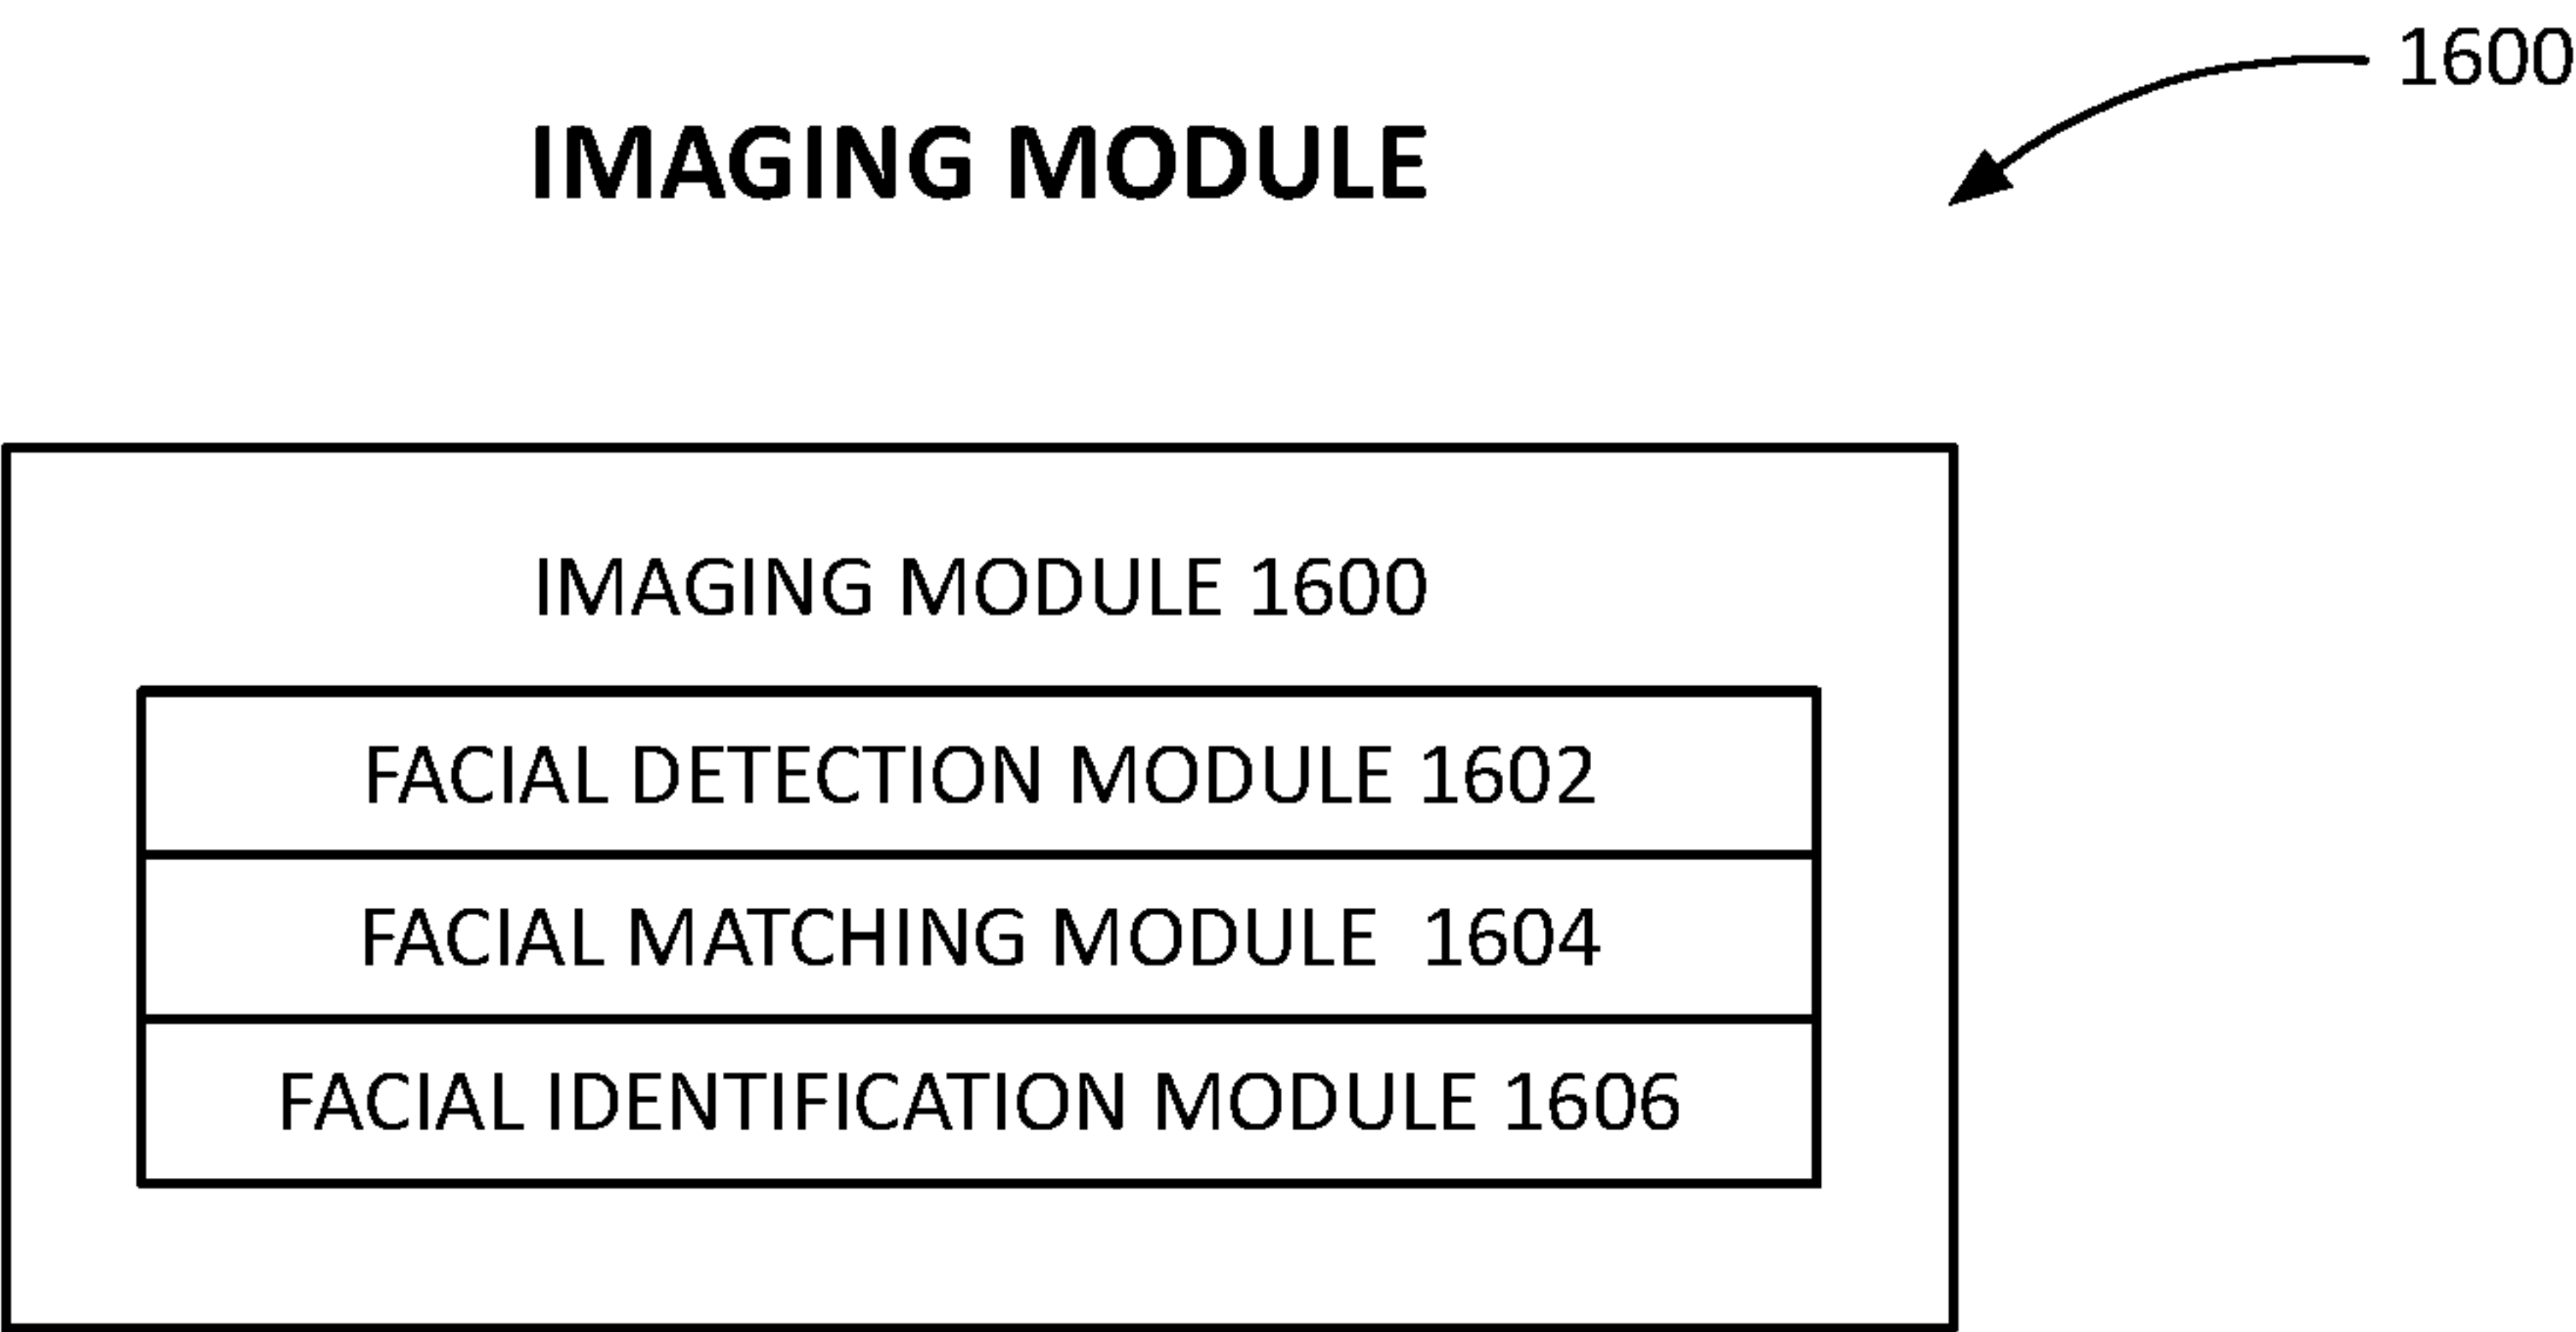 1600
IMAGING MODULE
IMAGING MODULE 1600
FACIAL DETECTION MODULE 1602
FACIAL MATCHING MODULE 1604
FACIAL IDENTIFICATION MODULE 1606